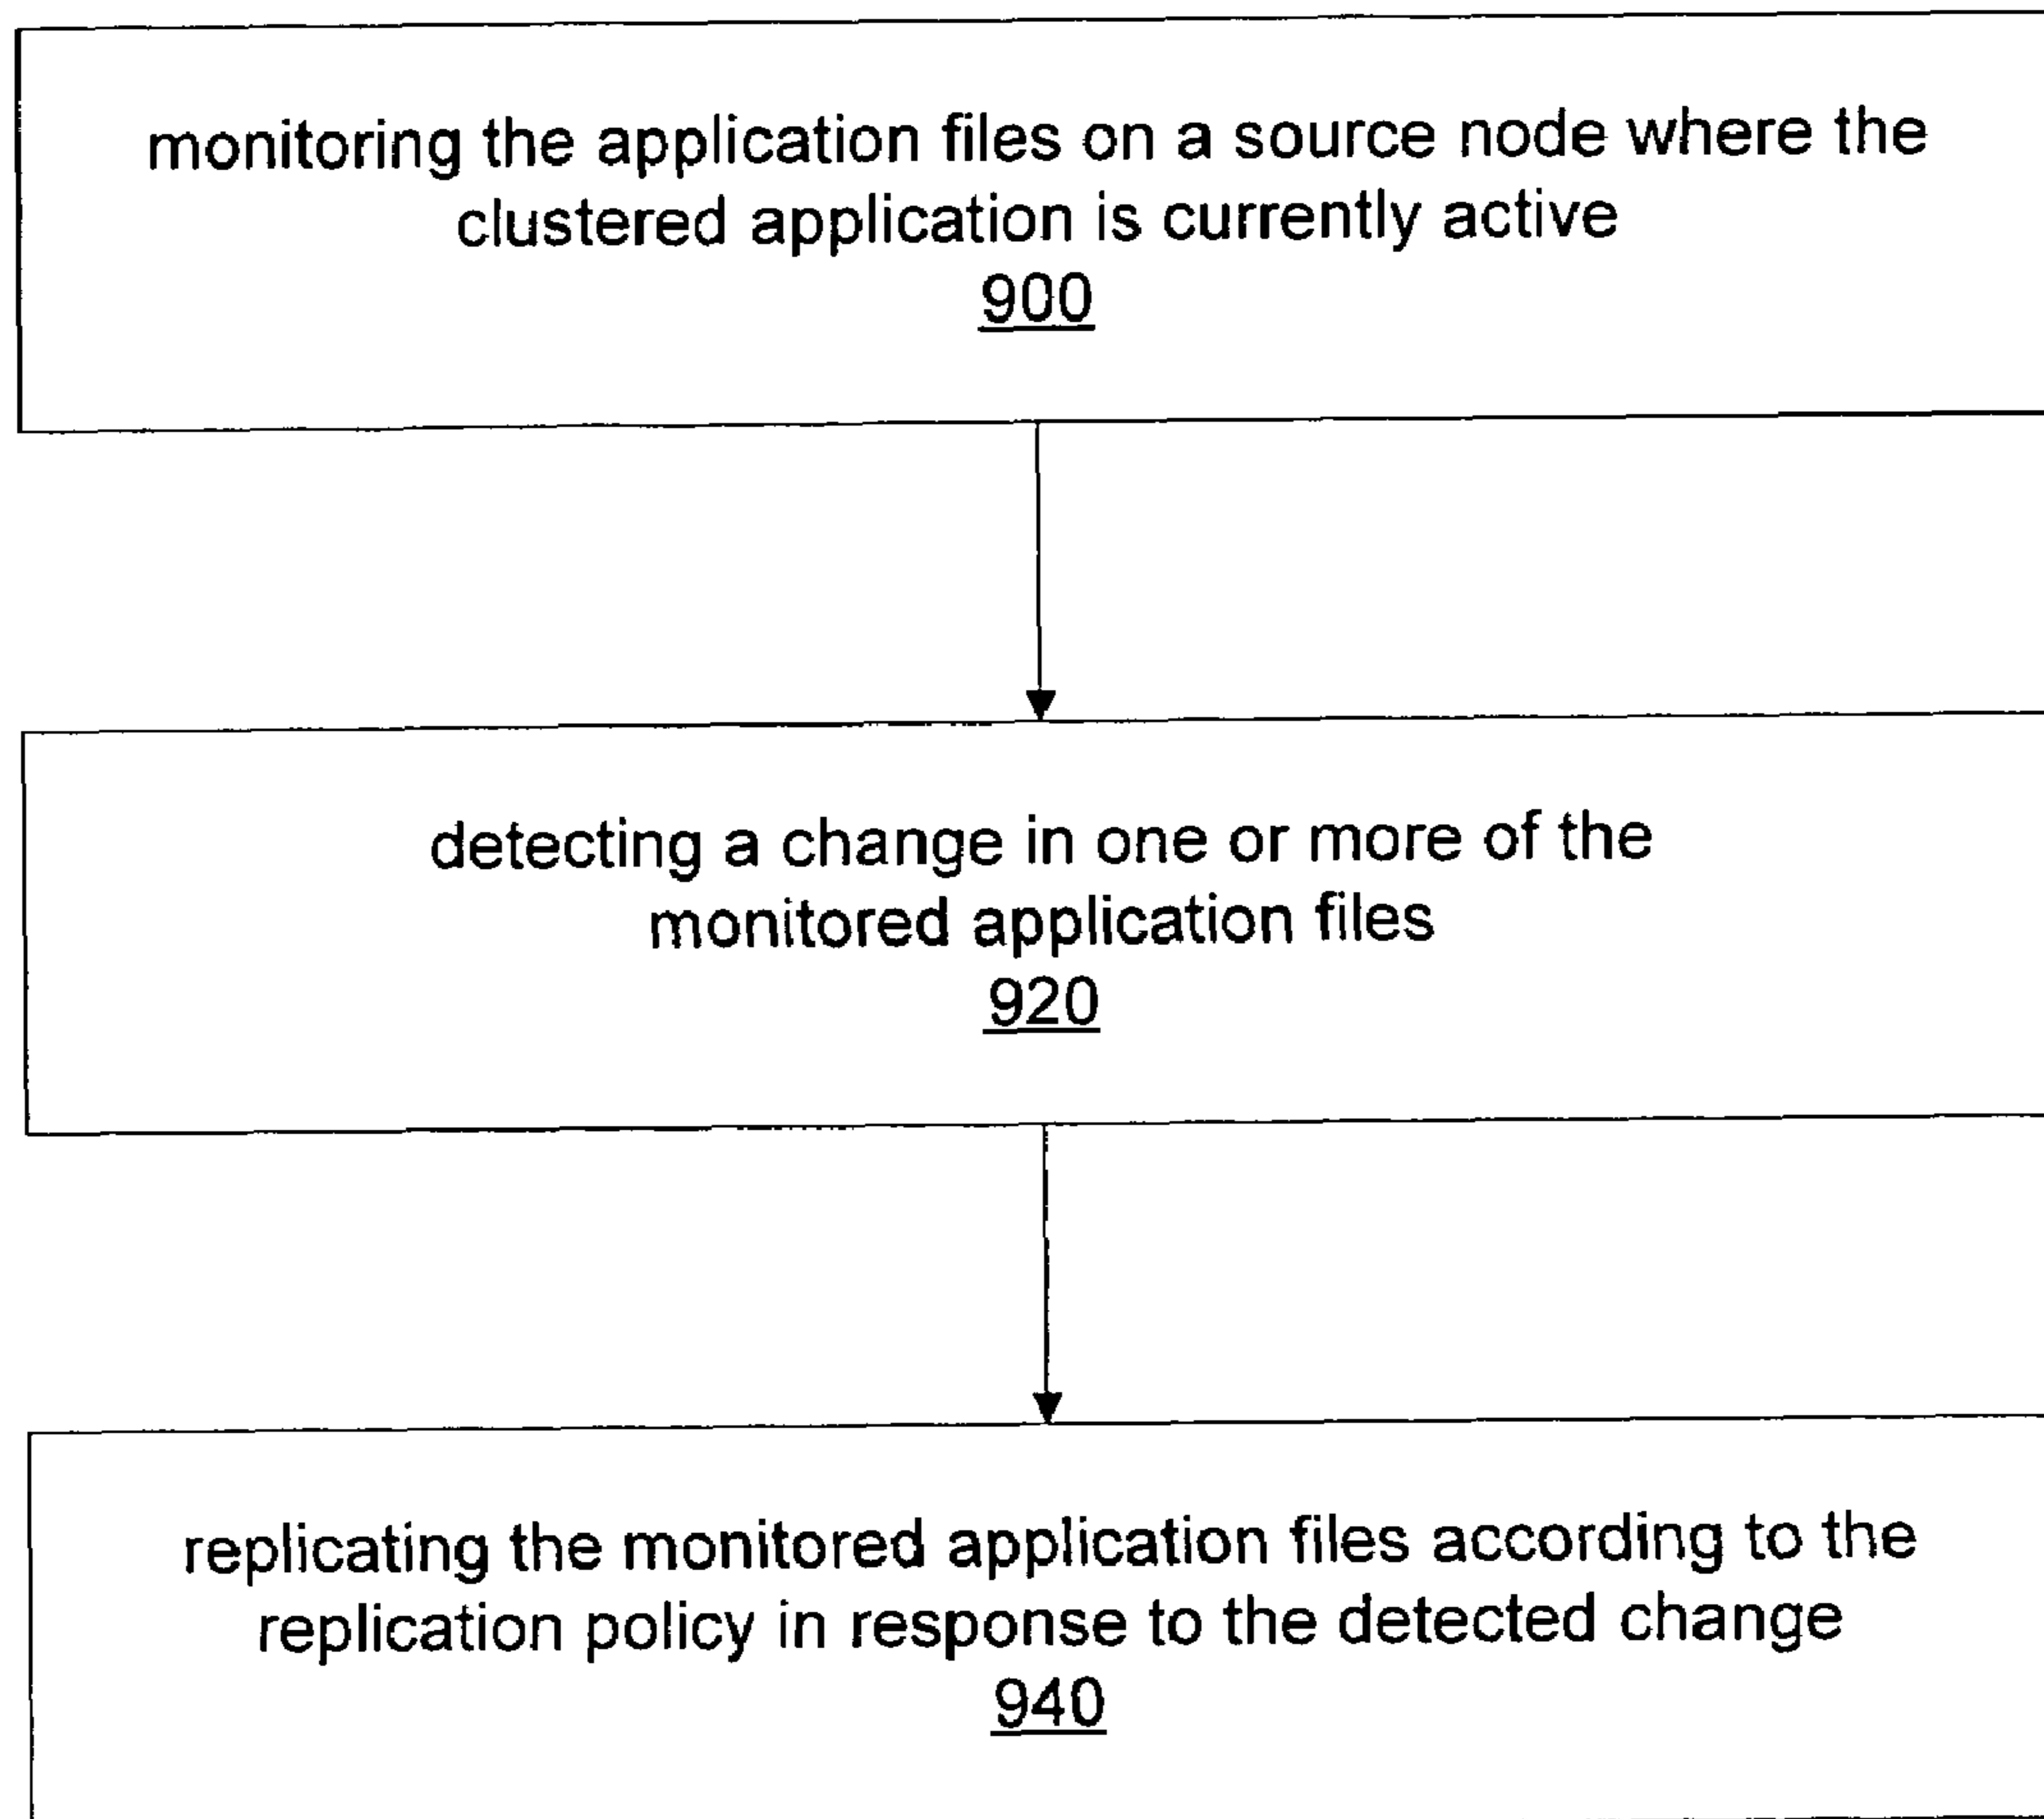 monitoring the application files on a source node where the
clustered application is currently active
900
detecting a change in one or more of the
monitored application files
920
replicating the monitored application files according to the
replication policy in response to the detected change
940